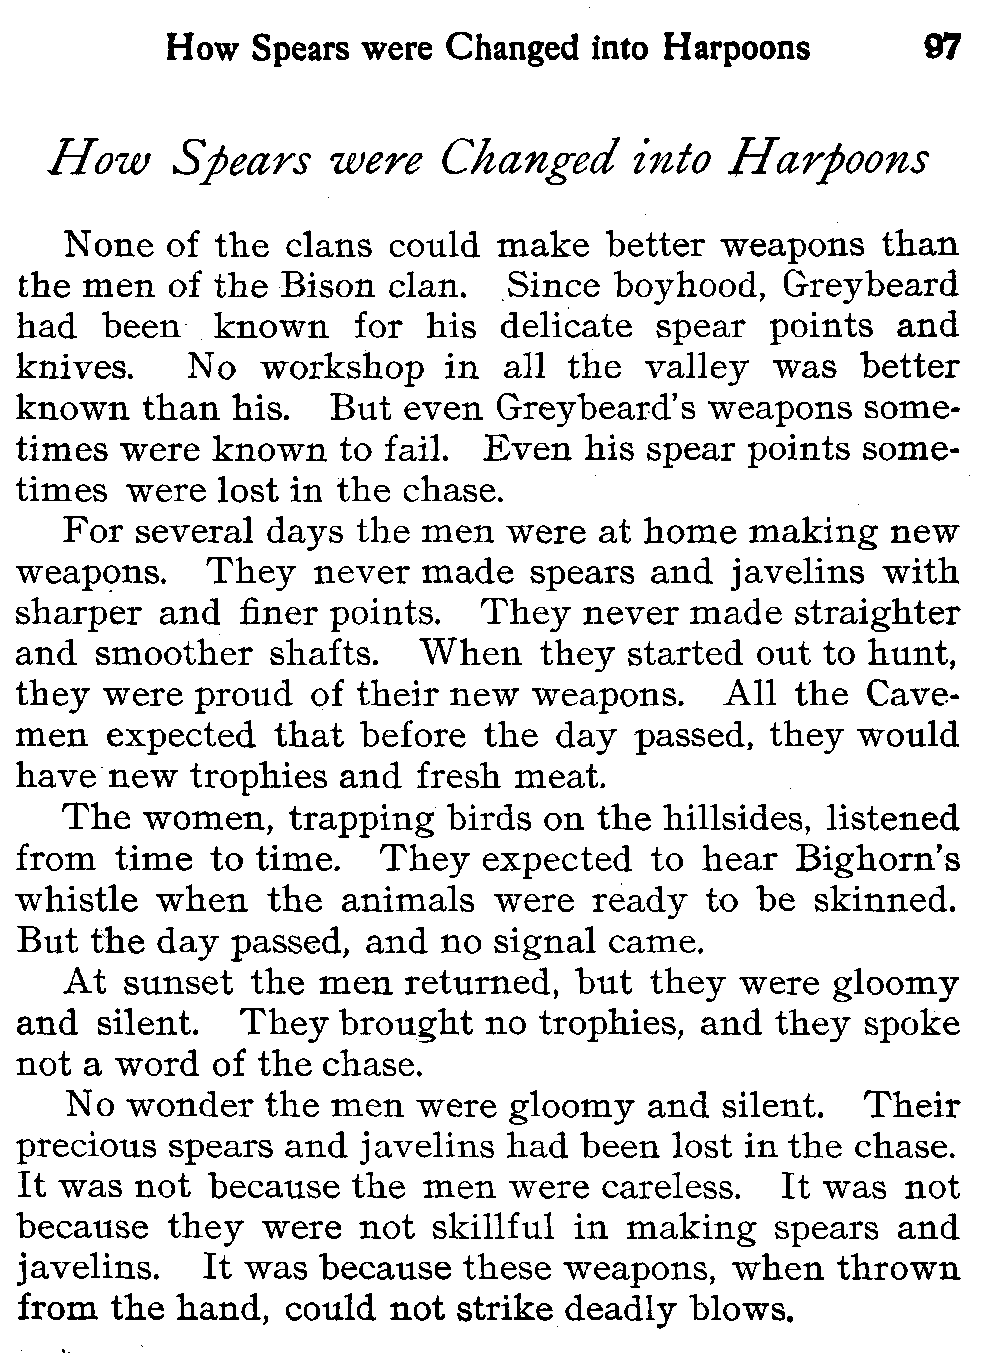 How Spears were Changed into Harpoons 97
How Spears were Changed into Harpoons
None of the clans could make better weapons than
the men of the Bison clan. Since boyhood, Greybeard
had been known for his delicate spear points and
knives. No workshop in all the valley was better
known than his. But even Greybeard's weapons some-
times were known to fail. Even his spear points some-
times were lost in the chase.
For several days the men were at home making new
weapons. They never made spears and javelins with
sharper and finer points. They never made straighter
and smoother shafts. When they started out to hunt,
they were proud of their new weapons. All the Cave-
men expected that before the day passed, they would
have new trophies and fresh meat.
The women, trapping birds on the hillsides, listened
from time to time. They expected to hear Bighorn's
whistle when the animals were ready to be skinned.
But the day passed, and no signal came.
At sunset the men returned, but they were gloomy
and silent. They brought no trophies, and they spoke
not a word of the chase.
No wonder the men were gloomy and silent. Their
precious spears and javelins had been lost in the chase.
It was not because the men were careless. It was not
because they were not skillful in making spears and
javelins. It was because these weapons, when thrown
from the hand, could not strike deadly blows.